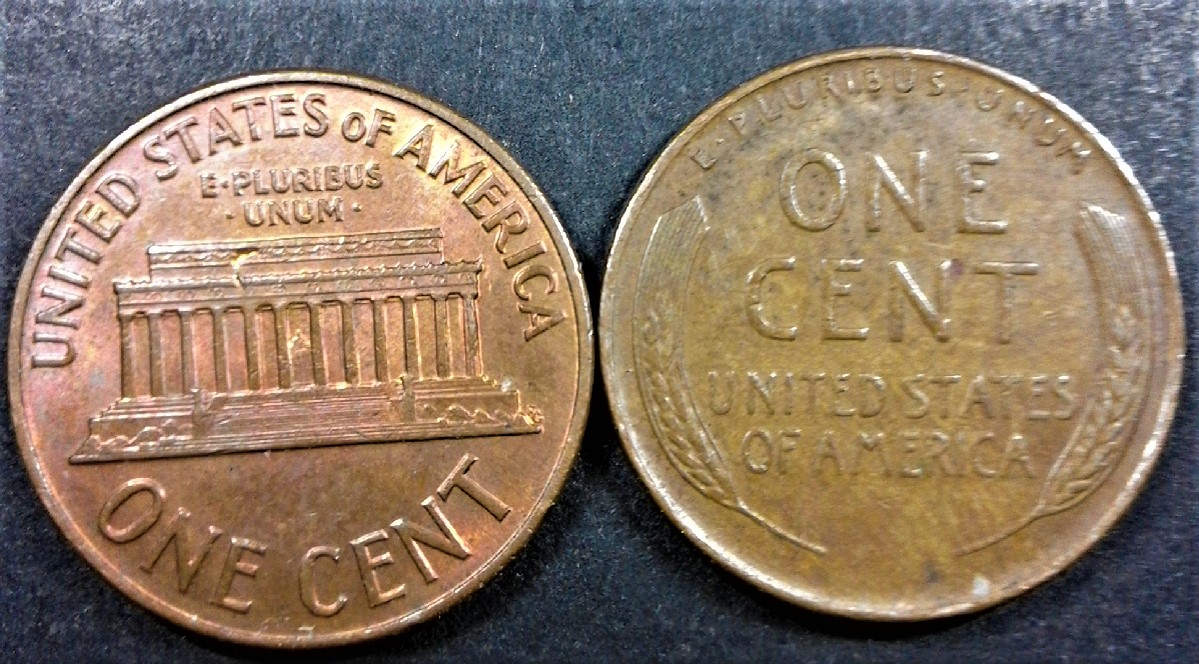 UNITED STATES OF AMERICA
E·PLURIBUS
·UNUM·
ONE CENT
E·PLURIBUS·UNUM
ONE
CENT
UNITED STATES
OF AMERICA